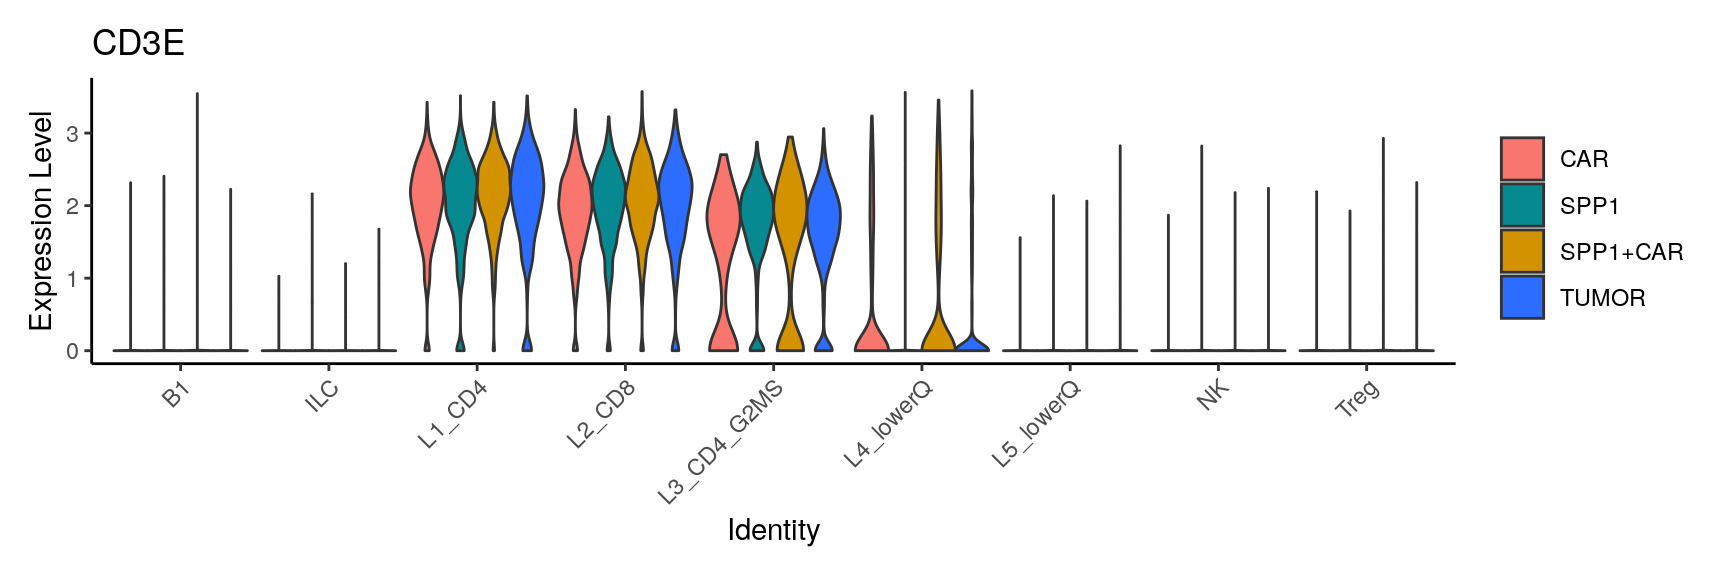 CD3E
Expression Level
3
2
1
0
B1
ILC
L1_CD4
L2_CD8
L3_CD4_G2MS
L4_lowerQ
L5_lowerQ
NK
Treg
Identity
CAR
SPP1
SPP1+CAR
TUMOR